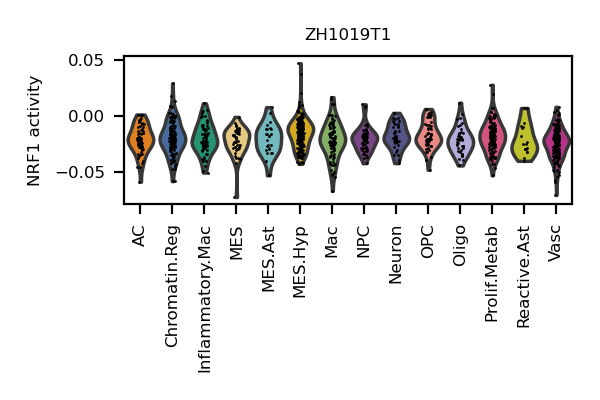 ZH1019T1
NRF1 activity
0.05
0.00
−0.05
AC
Chromatin.Reg
Inflammatory.Mac
MES
MES.Ast
MES.Hyp
Mac
NPC
Neuron
OPC
Oligo
Prolif.Metab
Reactive.Ast
Vasc